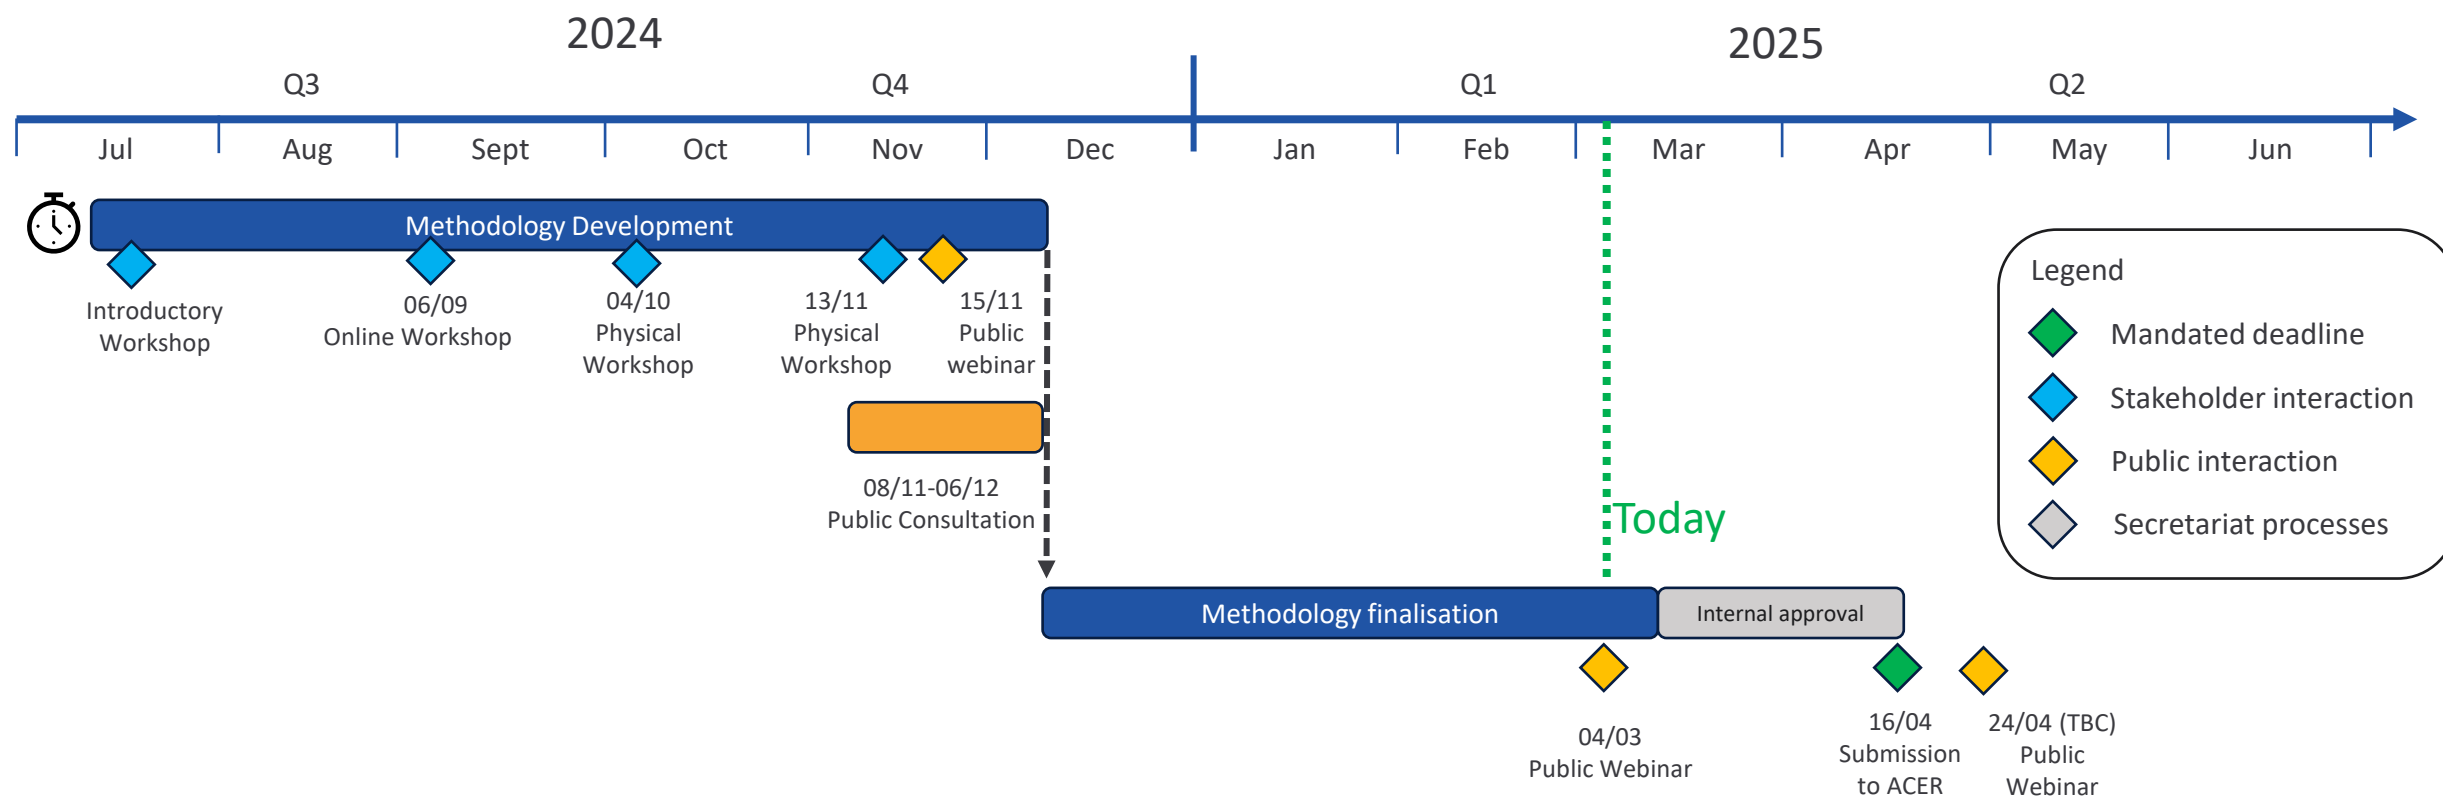 2024
2025
Q3
Q4
Q1
Q2
Jul
Aug
Sept
Oct
Nov
Dec
Jan
Feb
Mar
Apr
May
Jun
Methodology Development
Introductory
Workshop
06/09
Online Workshop
04/10
Physical
Workshop
13/11
Physical
Workshop
15/11
Public
webinar
08/11-06/12
Public Consultation
Today
Legend
Mandated deadline
Stakeholder interaction
Public interaction
Secretariat processes
Methodology finalisation
Internal approval
04/03
Public Webinar
16/04
Submission
to ACER
24/04 (TBC)
Public
Webinar